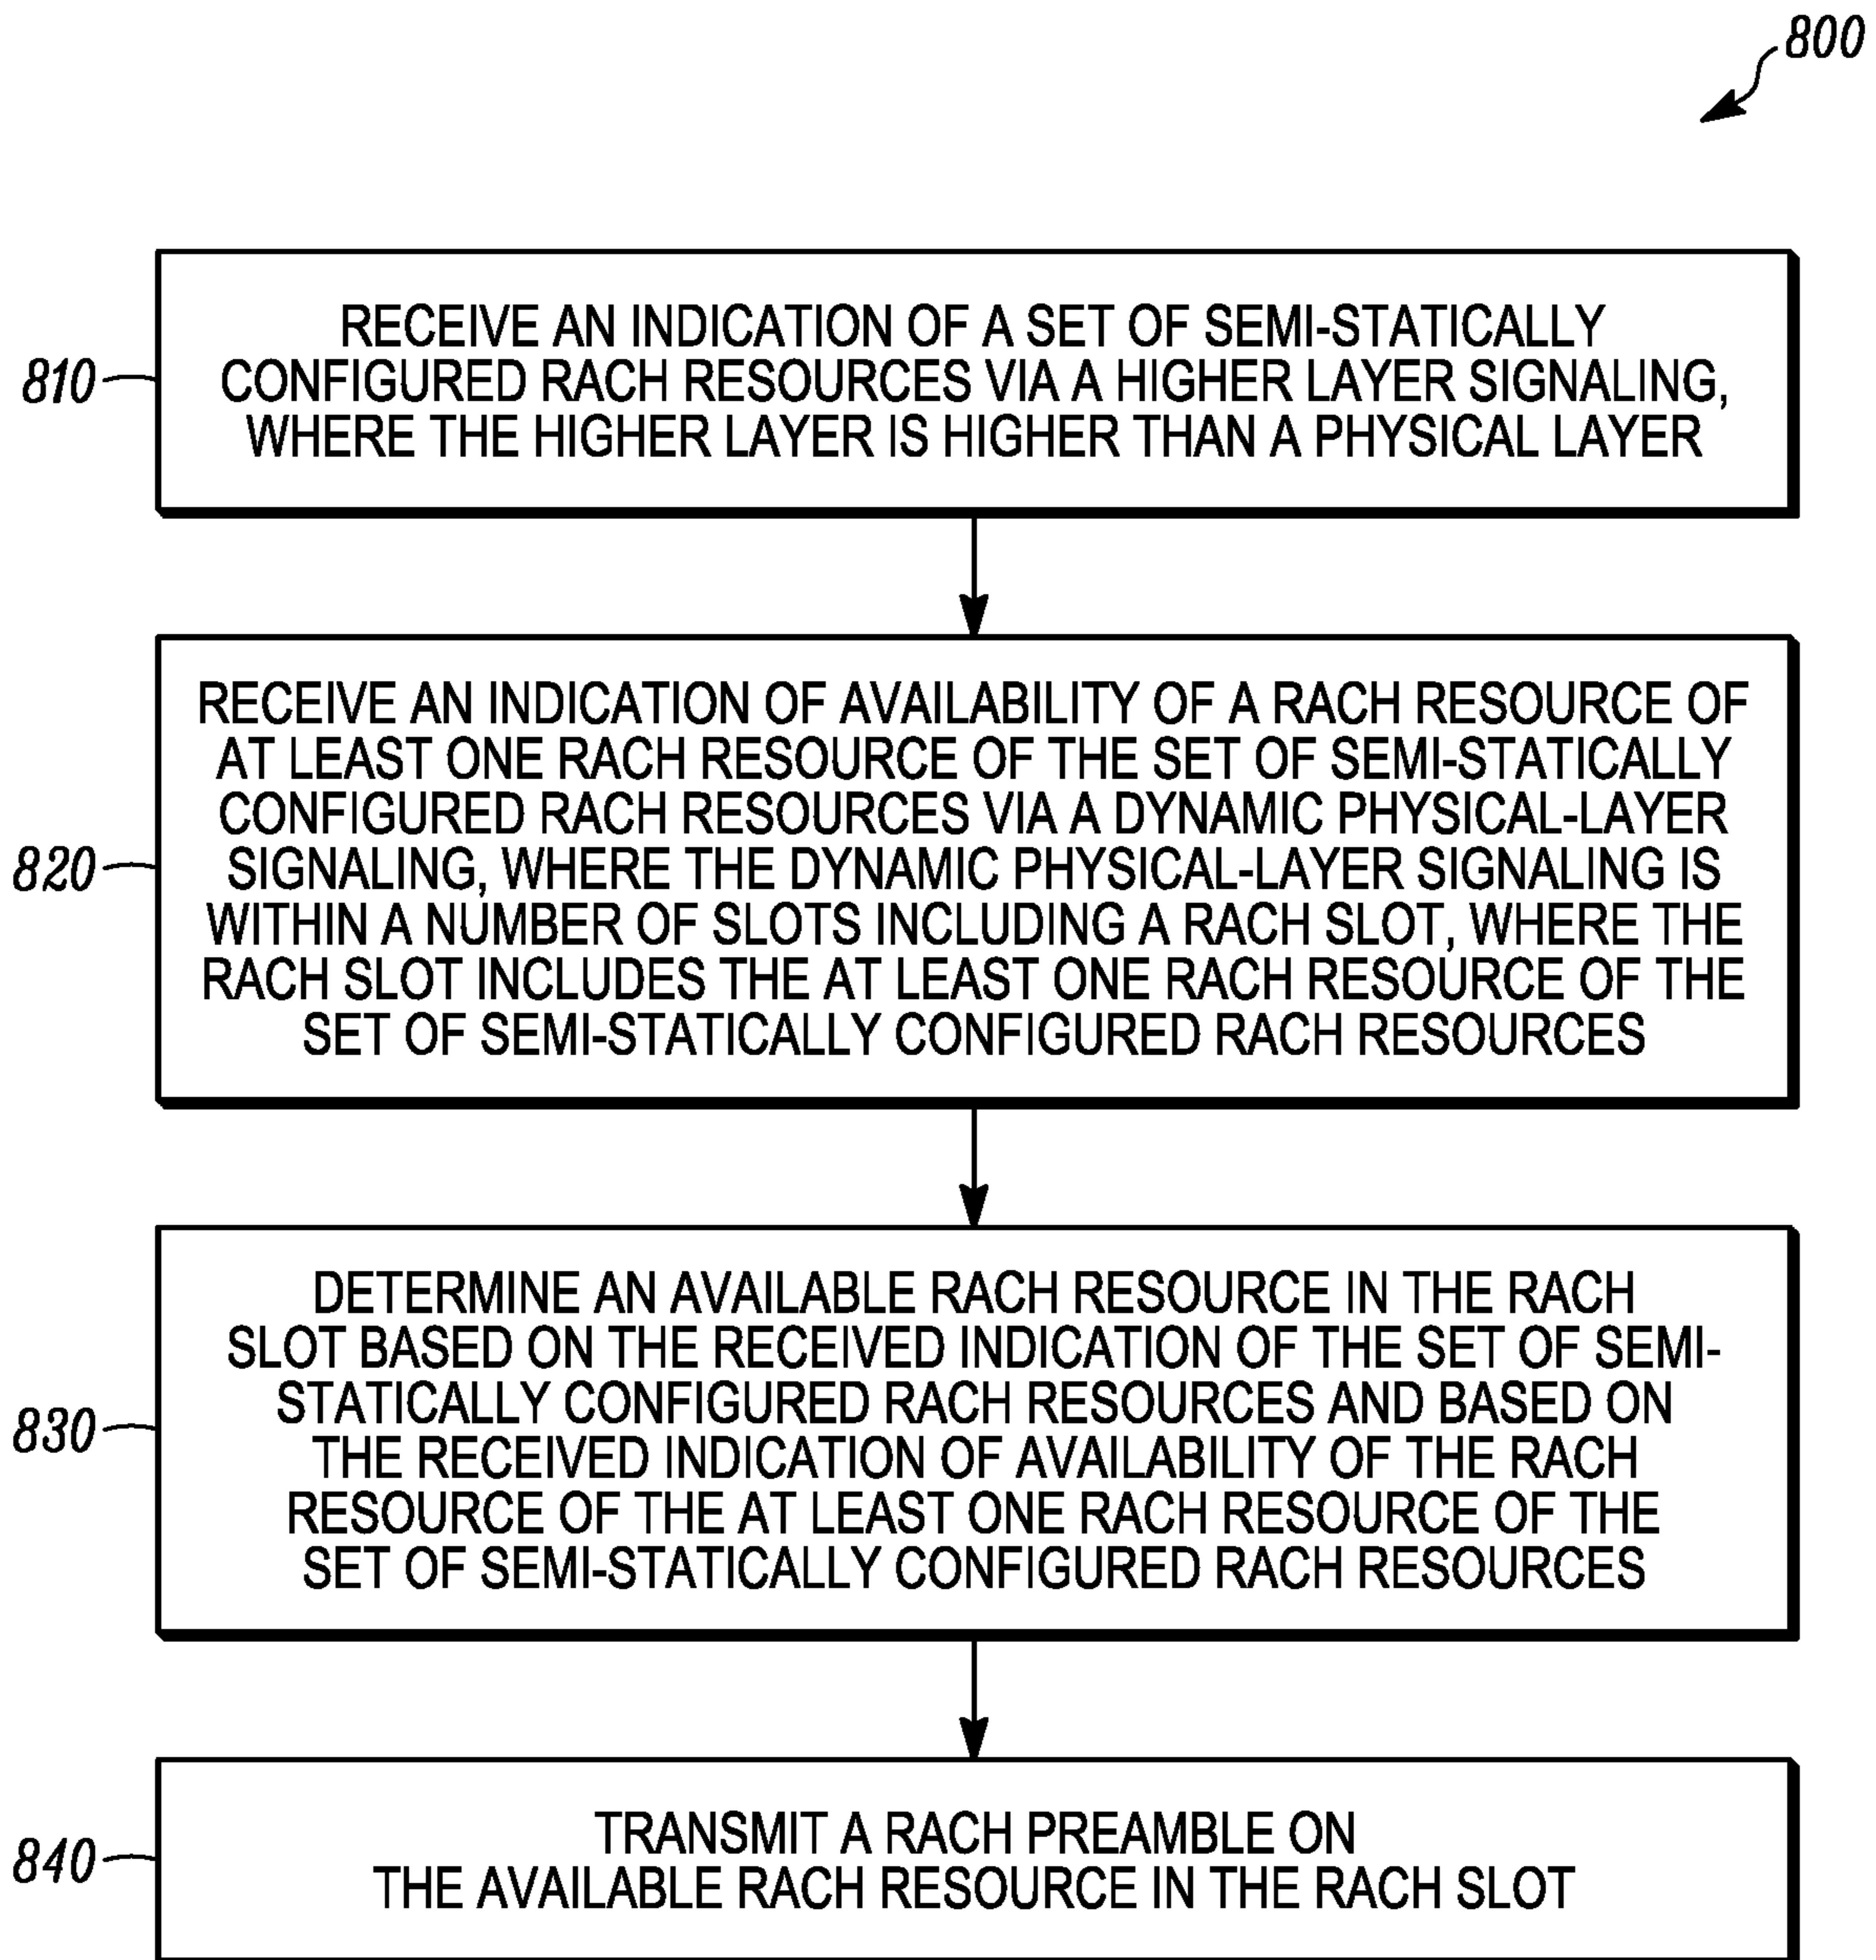 800
810
RECEIVE AN INDICATION OF A SET OF SEMI-STATICALLY
CONFIGURED RACH RESOURCES VIA A HIGHER LAYER SIGNALING,
WHERE THE HIGHER LAYER IS HIGHER THAN A PHYSICAL LAYER
820
RECEIVE AN INDICATION OF AVAILABILITY OF A RACH RESOURCE OF
AT LEAST ONE RACH RESOURCE OF THE SET OF SEMI-STATICALLY
CONFIGURED RACH RESOURCES VIA A DYNAMIC PHYSICAL-LAYER
SIGNALING, WHERE THE DYNAMIC PHYSICAL-LAYER SIGNALING IS
WITHIN A NUMBER OF SLOTS INCLUDING A RACH SLOT, WHERE THE
RACH SLOT INCLUDES THE AT LEAST ONE RACH RESOURCE OF THE
SET OF SEMI-STATICALLY CONFIGURED RACH RESOURCES
830
DETERMINE AN AVAILABLE RACH RESOURCE IN THE RACH
SLOT BASED ON THE RECEIVED INDICATION OF THE SET OF SEMI-
STATICALLY CONFIGURED RACH RESOURCES AND BASED ON
THE RECEIVED INDICATION OF AVAILABILITY OF THE RACH
RESOURCE OF THE AT LEAST ONE RACH RESOURCE OF THE
SET OF SEMI-STATICALLY CONFIGURED RACH RESOURCES
840
TRANSMIT A RACH PREAMBLE ON
THE AVAILABLE RACH RESOURCE IN THE RACH SLOT